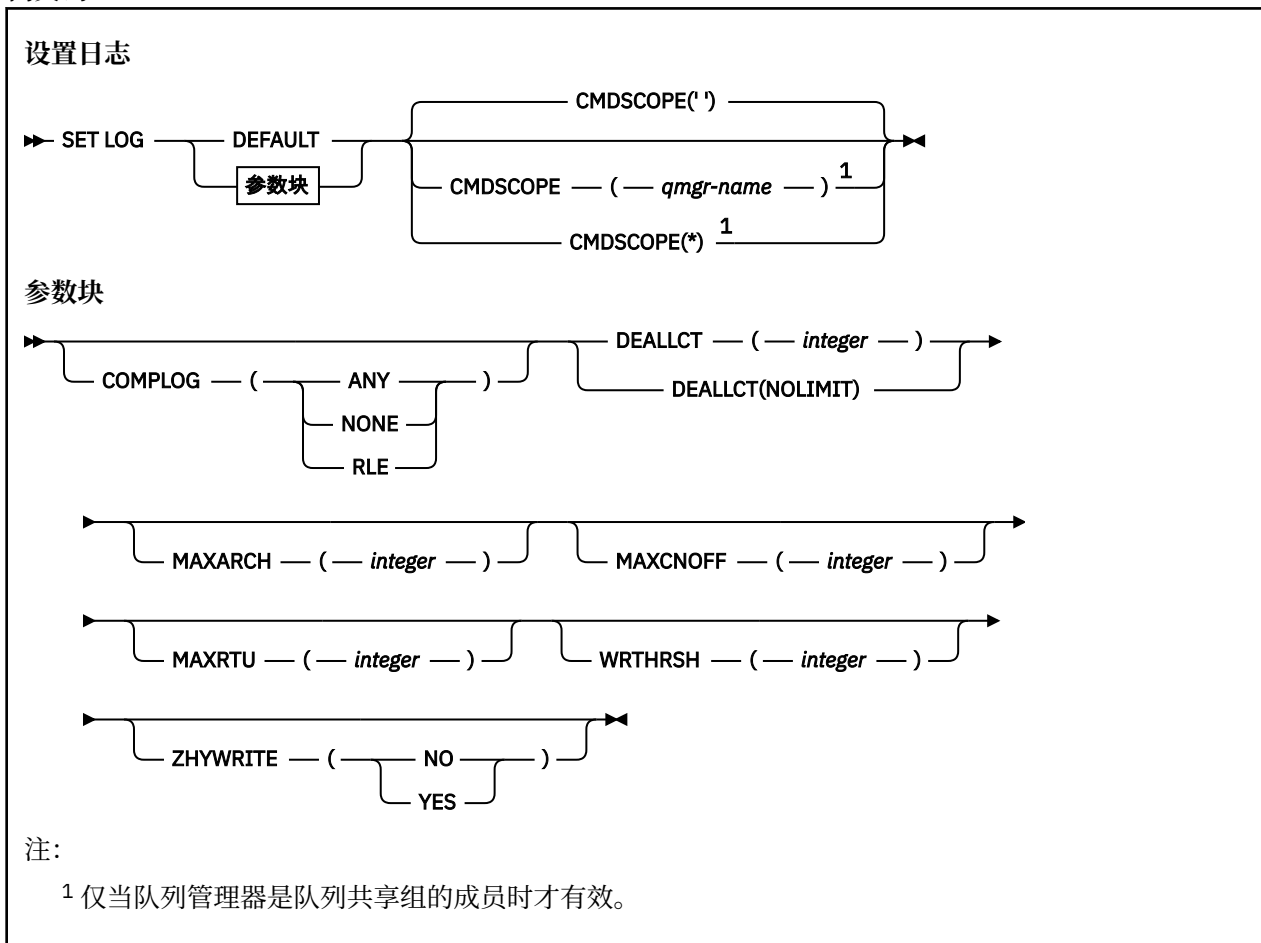 设置日志
CMDSCOPE(' ')
SET LOG DEFAULT
参数块
CMDSCOPE ( qmgr-name ) 1
CMDSCOPE(*) 1
参数块
DEALLCT ( integer )
COMPLOG ( ANY ) DEALLCT(NOLIMIT)
NONE
RLE
MAXARCH ( integer ) MAXCNOFF ( integer )
MAXRTU ( integer ) WRTHRSH ( integer )
ZHYWRITE ( NO )
YES
注：
1 仅当队列管理器是队列共享组的成员时才有效。